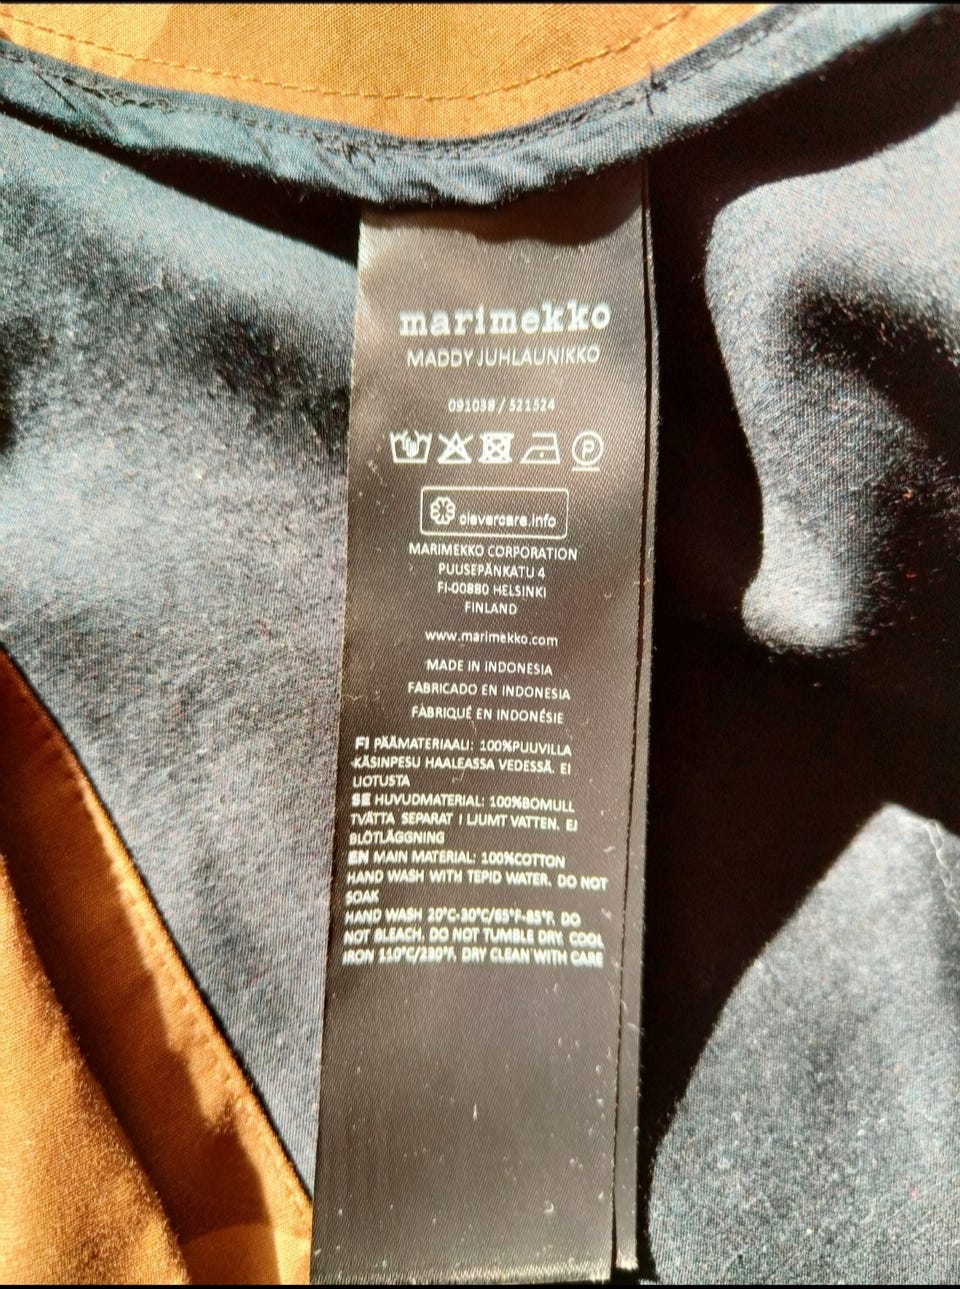 marimekko
MADDY JUHLAUNIKKO
091038 / 521524
P
clevercare.info
MARIMEKKO CORPORATION
PUUSEPÄNKATU 4
FI-00880 HELSINKI
FINLAND
www.marimekko.com
MADE IN INDONESIA
FABRICADO EN INDONESIA
FABRIQUÉ EN INDONÉSIE
FI PÄÄMATERIAALI: 100%PUUVILLA
KÄSINPESU HAALEASSA VEDESSÄ. EI
LIOTUSTA
SE HUVUDMATERIAL: 100%BOMULL
TVÄTTA SEPARAT I LJUMT VATTEN. EJ
BLÖTLÄGGNING
EN MAIN MATERIAL: 100%COTTON
HAND WASH WITH TEPID WATER. DO NOT
SOAK
HAND WASH 20°C-30°C/65°F-85°F. DO
NOT BLEACH. DO NOT TUMBLE DRY. COOL
IRON 110°C/230°F. DRY CLEAN WITH CARE